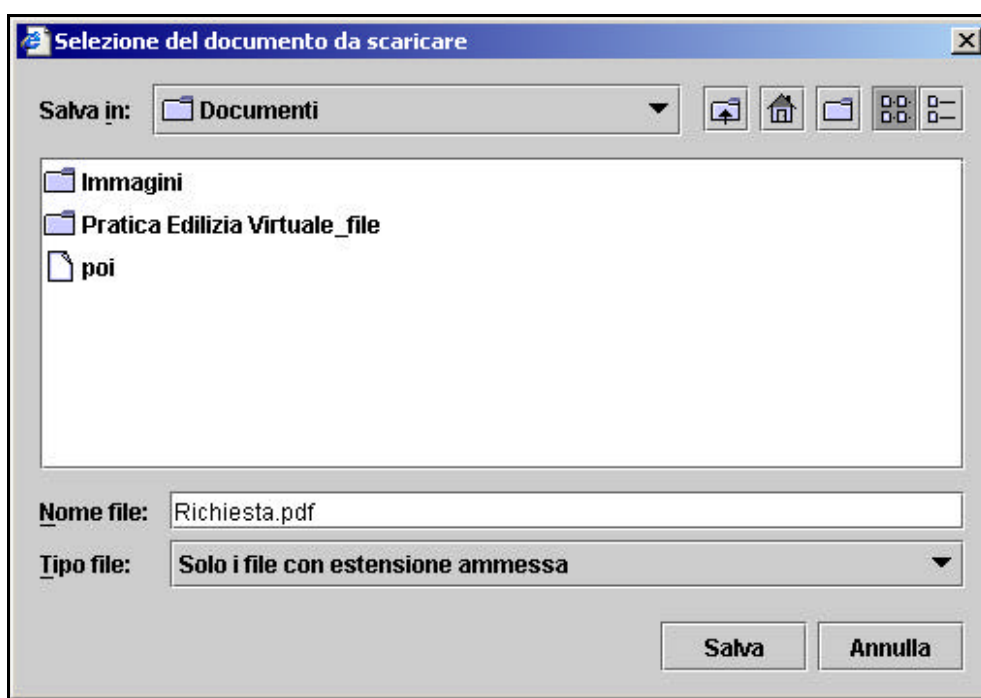 Selezione del documento da scaricare
Salva in: Documenti
Immagini
Pratica Edilizia Virtuale_file
poi
Nome file: Richiesta.pdf
Tipo file: Solo i file con estensione ammessa
Salva Annulla